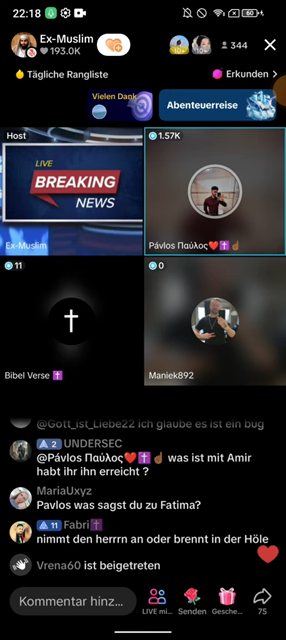 22:18
60
Ex-Muslim
193.0K
344
Tägliche Rangliste
Erkunden >
Vielen Dank
Abenteuerreise
Host
LIVE
BREAKING
NEWS
Ex-Muslim
1.57K
Pávlos Παύλος❤️✝️☝🏾
11
Bibel Verse ✝️
0
Maniek892
@Gott_ist_Liebe22 ich glaube es ist ein bug
2 UNDERSEC
@Pávlos Παύλος❤️✝️☝🏾 was ist mit Amir
habt ihr ihn erreicht ?
MariaUxyz
Pavlos was sagst du zu Fatima?
11 Fabri✝️
nimmt den herrrn an oder brennt in der Höle
Vrena60 ist beigetreten
Kommentar hinz...
LIVE mi...
Senden
Gesche...
75